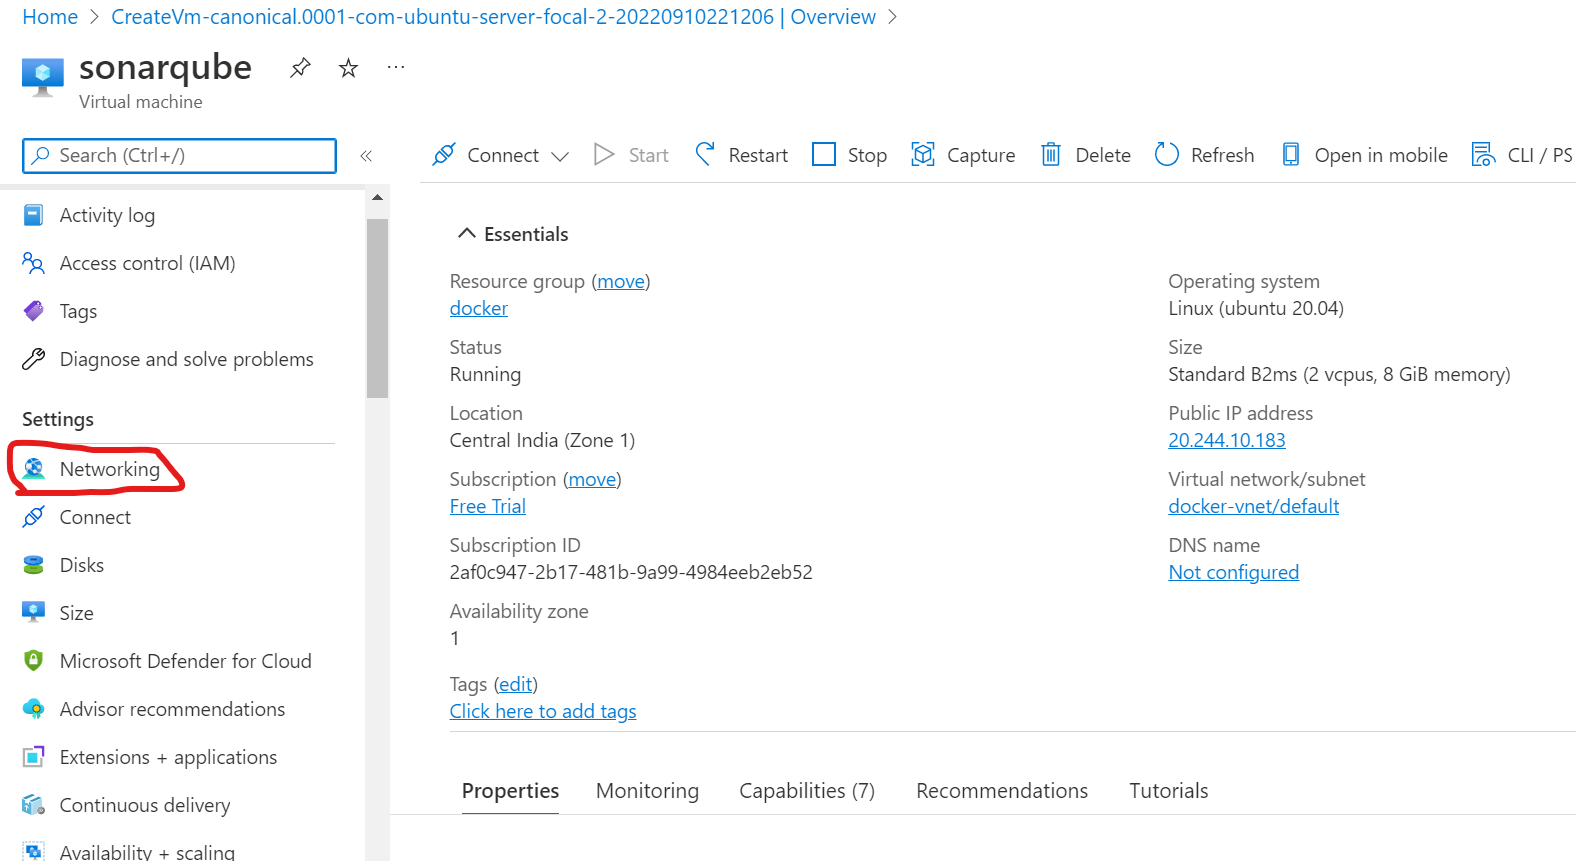 Home > CreateVm-canonical.0001-com-ubuntu-server-focal-2-20220910221206 | Overview >
sonarqube
Virtual machine
Search (Ctrl+/)
Connect Start Restart Stop Capture Delete Refresh Open in mobile CLI / PS
Activity log
Access control (IAM)
Tags
Diagnose and solve problems
Settings
Networking
Connect
Disks
Size
Microsoft Defender for Cloud
Advisor recommendations
Extensions + applications
Continuous delivery
Availability + scaling
Essentials
Resource group (move)
docker
Status
Running
Location
Central India (Zone 1)
Subscription (move)
Free Trial
Subscription ID
2af0c947-2b17-481b-9a99-4984eeb2eb52
Availability zone
1
Tags (edit)
Click here to add tags
Operating system
Linux (ubuntu 20.04)
Size
Standard B2ms (2 vcpus, 8 GiB memory)
Public IP address
20.244.10.183
Virtual network/subnet
docker-vnet/default
DNS name
Not configured
Properties Monitoring Capabilities (7) Recommendations Tutorials